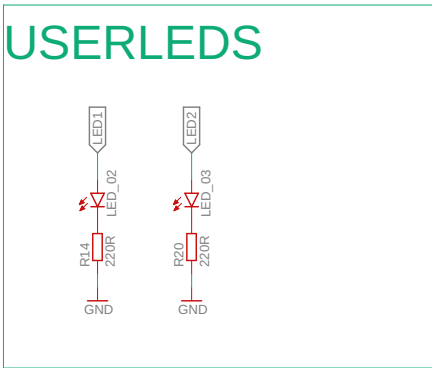 USERLEDS
LED1
LED2
LED_02
LED_03
R14
220R
R20
220R
GND
GND